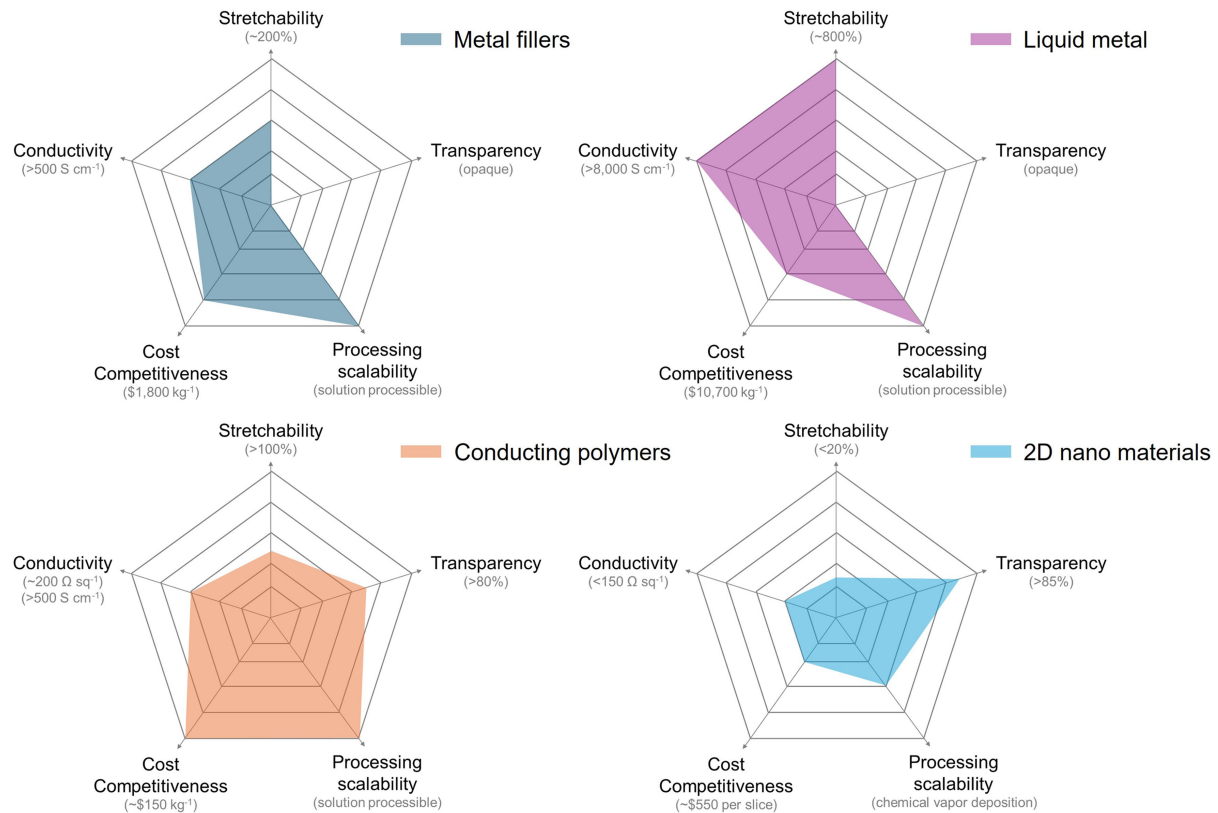 Metal fillers
Stretchability
(~200%)
Transparency
(opaque)
Conductivity
(>500 S cm⁻¹)
Cost
Competitiveness
($1,800 kg⁻¹)
Processing
scalability
(solution processible)
Liquid metal
Stretchability
(~800%)
Transparency
(opaque)
Conductivity
(>8,000 S cm⁻¹)
Cost
Competitiveness
($10,700 kg⁻¹)
Processing
scalability
(solution processible)
Conducting polymers
Stretchability
(>100%)
Transparency
(>80%)
Conductivity
(~200 Ω sq⁻¹)
(>500 S cm⁻¹)
Cost
Competitiveness
(~$150 kg⁻¹)
Processing
scalability
(solution processible)
2D nano materials
Stretchability
(<20%)
Transparency
(>85%)
Conductivity
(<150 Ω sq⁻¹)
Cost
Competitiveness
(~$550 per slice)
Processing
scalability
(chemical vapor deposition)